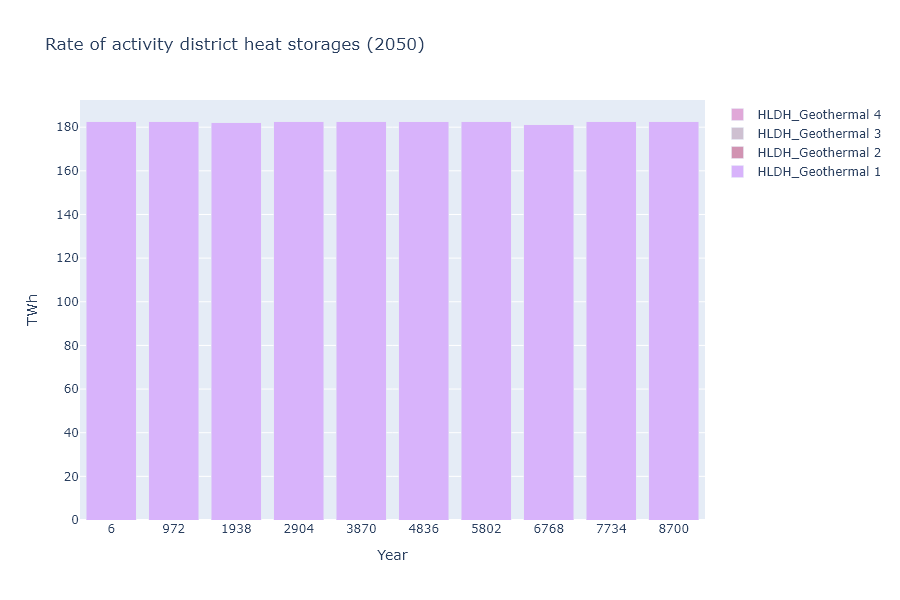 Rate of activity district heat storages (2050)
HLDH_Geothermal 4
HLDH_Geothermal 3
HLDH_Geothermal 2
HLDH_Geothermal 1
TWh
180
160
140
120
100
80
60
40
20
0
6 972 1938 2904 3870 4836 5802 6768 7734 8700
Year